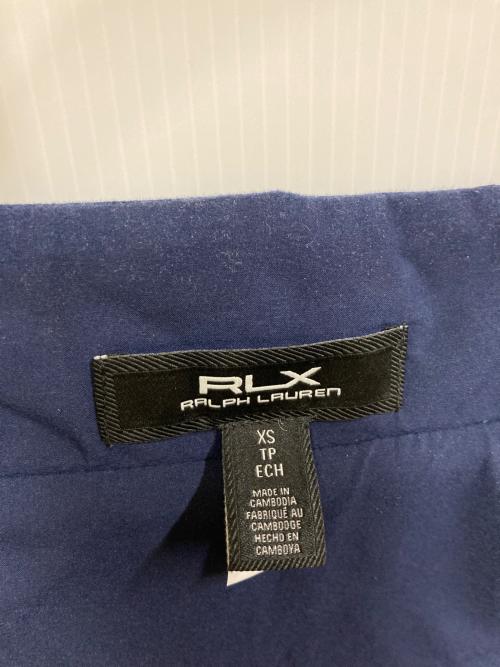 RLX
RALPH LAUREN
XS
TP
ECH
MADE IN
CAMBODIA
FABRIQUÉ AU
CAMBODGE
HECHO EN
CAMBOYA